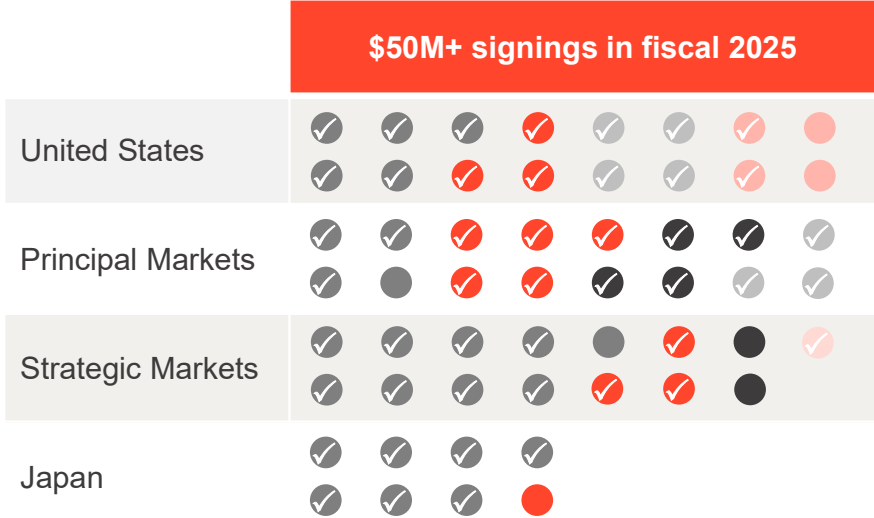 $50M+ signings in fiscal 2025
United States
Principal Markets
Strategic Markets
Japan